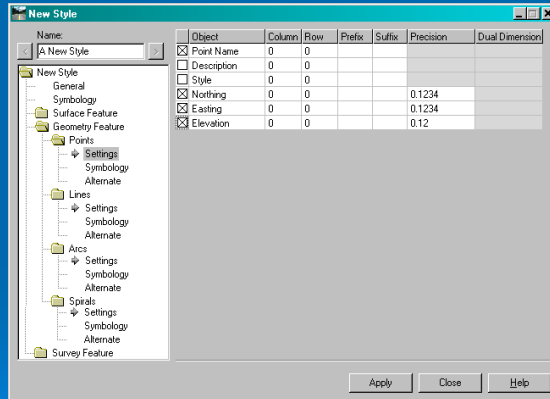 New Style
Name:
A New Style
New Style
General
Symbology
Surface Feature
Geometry Feature
Points
Settings
Symbology
Alternate
Lines
Settings
Symbology
Alternate
Arcs
Settings
Symbology
Alternate
Spirals
Settings
Symbology
Alternate
Survey Feature
Object Column Row Prefix Suffix Precision Dual Dimension
Point Name 0 0
Description 0 0
Style 0 0
Northing 0 0 0.1234
Easting 0 0 0.1234
Elevation 0 0 0.12
Apply Close Help